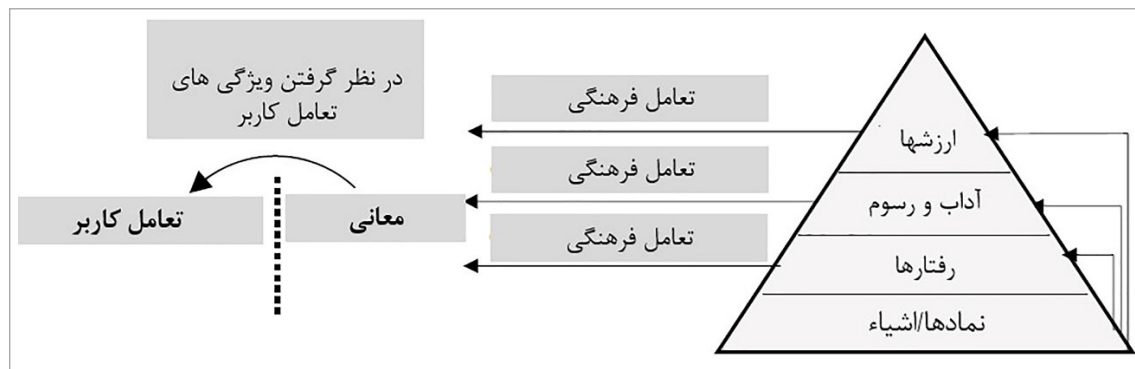 در نظر گرفتن ویژگی های
تعامل کاربر
تعامل فرهنگی
تعامل فرهنگی
تعامل فرهنگی
ارزشها
آداب و رسوم
رفتارها
نمادها/اشیاء
معانی
تعامل کاربر